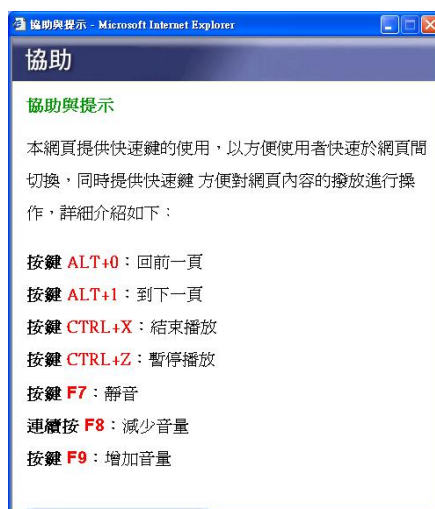 協助與提示 - Microsoft Internet Explorer
協助
協助與提示
本網頁提供快速鍵的使用，以方便使用者快速於網頁間
切換，同時提供快速鍵 方便對網頁內容的撥放進行操
作，詳細介紹如下：
按鍵 ALT+0：回前一頁
按鍵 ALT+1：到下一頁
按鍵 CTRL+X：結束播放
按鍵 CTRL+Z：暫停播放
按鍵 F7：靜音
連續按 F8：減少音量
按鍵 F9：增加音量